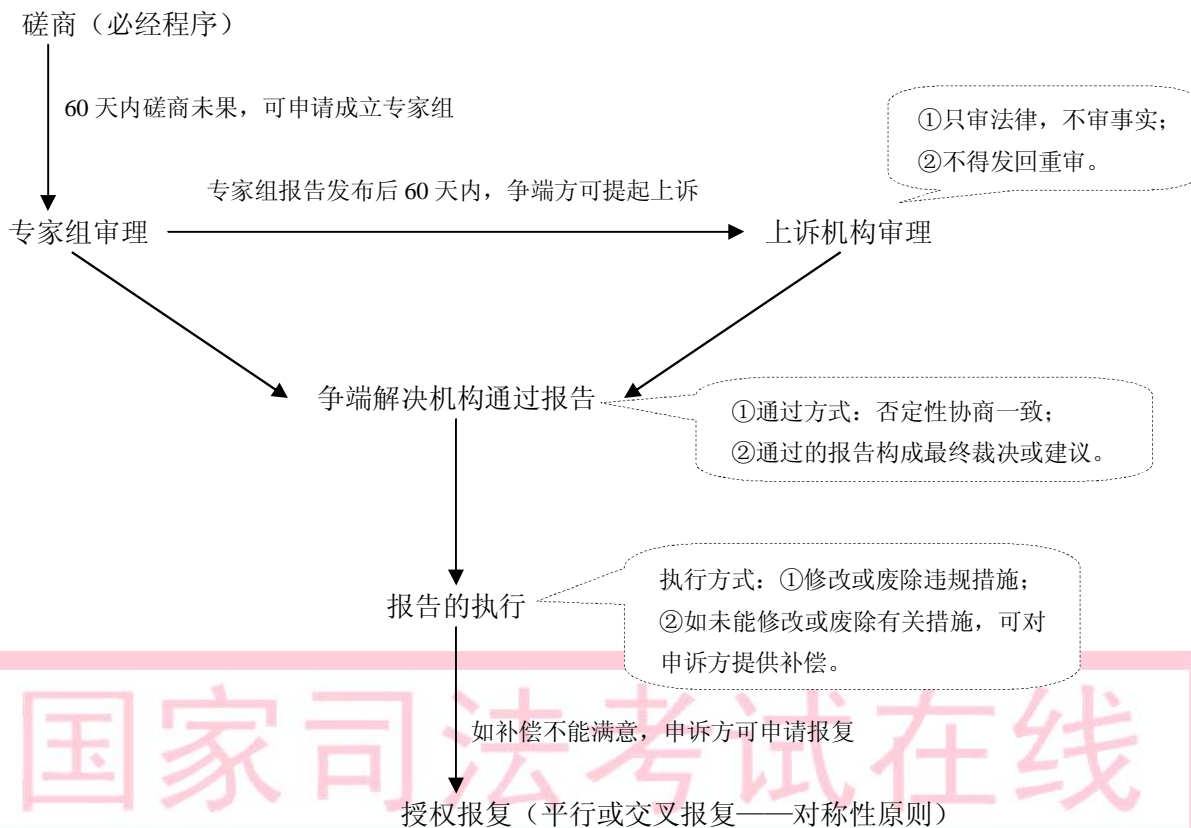 磋商（必经程序）
60 天内磋商未果，可申请成立专家组
①只审法律，不审事实；
②不得发回重审。
专家组报告发布后 60 天内，争端方可提起上诉
专家组审理
上诉机构审理
争端解决机构通过报告
①通过方式：否定性协商一致；
②通过的报告构成最终裁决或建议。
报告的执行
执行方式：①修改或废除违规措施；
②如未能修改或废除有关措施，可对
申诉方提供补偿。
国家司法考试在线
如补偿不能满意，申诉方可申请报复
授权报复（平行或交叉报复——对称性原则）